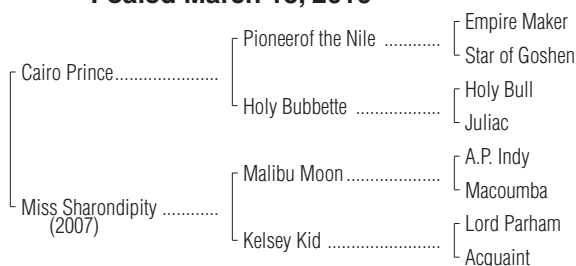 Foaled March
Empire Maker
Pioneerof the Nile ............
Star of Goshen
Cairo Prince.....................
Holy Bull
Holy Bubbette .................
Juliac
A.P. Indy
Malibu Moon ...................
Macoumba
Miss Sharondipity ...........
(2007)
Lord Parham
Kelsey Kid .......................
Acquaint